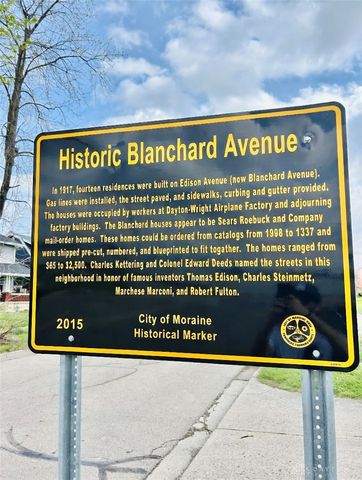 Historic Blanchard Avenue
In 1917, fourteen residences were built on Edison Avenue (now Blanchard Avenue).
Gas lines were installed, the street paved, and sidewalks, curbing and gutter provided.
The houses were occupied by workers at Dayton-Wright Airplane Factory and adjourning
factory buildings. The Blanchard houses appear to be Sears Roebuck and Company
mail-order homes. These homes could be ordered from catalogs from 1998 to 1337 and
were shipped pre-cut, numbered, and blueprinted to fit together. The homes ranged from
$65 to $2,500. Charles Kettering and Colonel Edward Deeds named the streets in this
neighborhood in honor of famous inventors Thomas Edison, Charles Steinmetz,
Marchese Marconi, and Robert Fulton.
2015
City of Moraine
Historical Marker